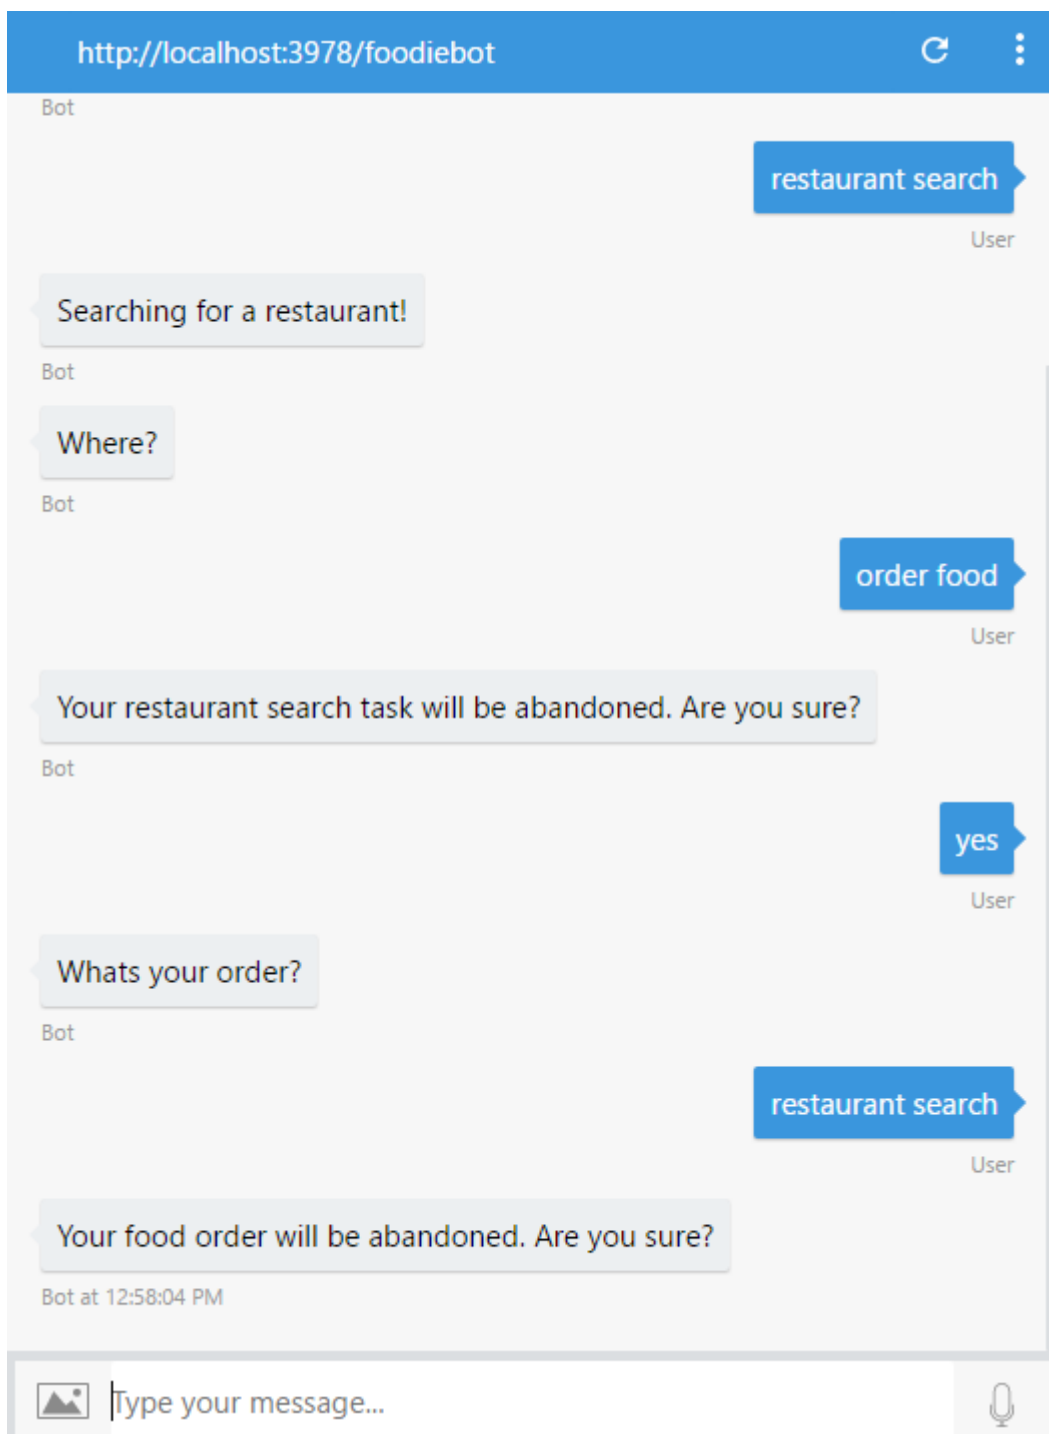 http://localhost:3978/foodiebot
Bot
restaurant search
User
Searching for a restaurant!
Bot
Where?
Bot
order food
User
Your restaurant search task will be abandoned. Are you sure?
Bot
yes
User
Whats your order?
Bot
restaurant search
User
Your food order will be abandoned. Are you sure?
Bot at 12:58:04 PM
Type your message...